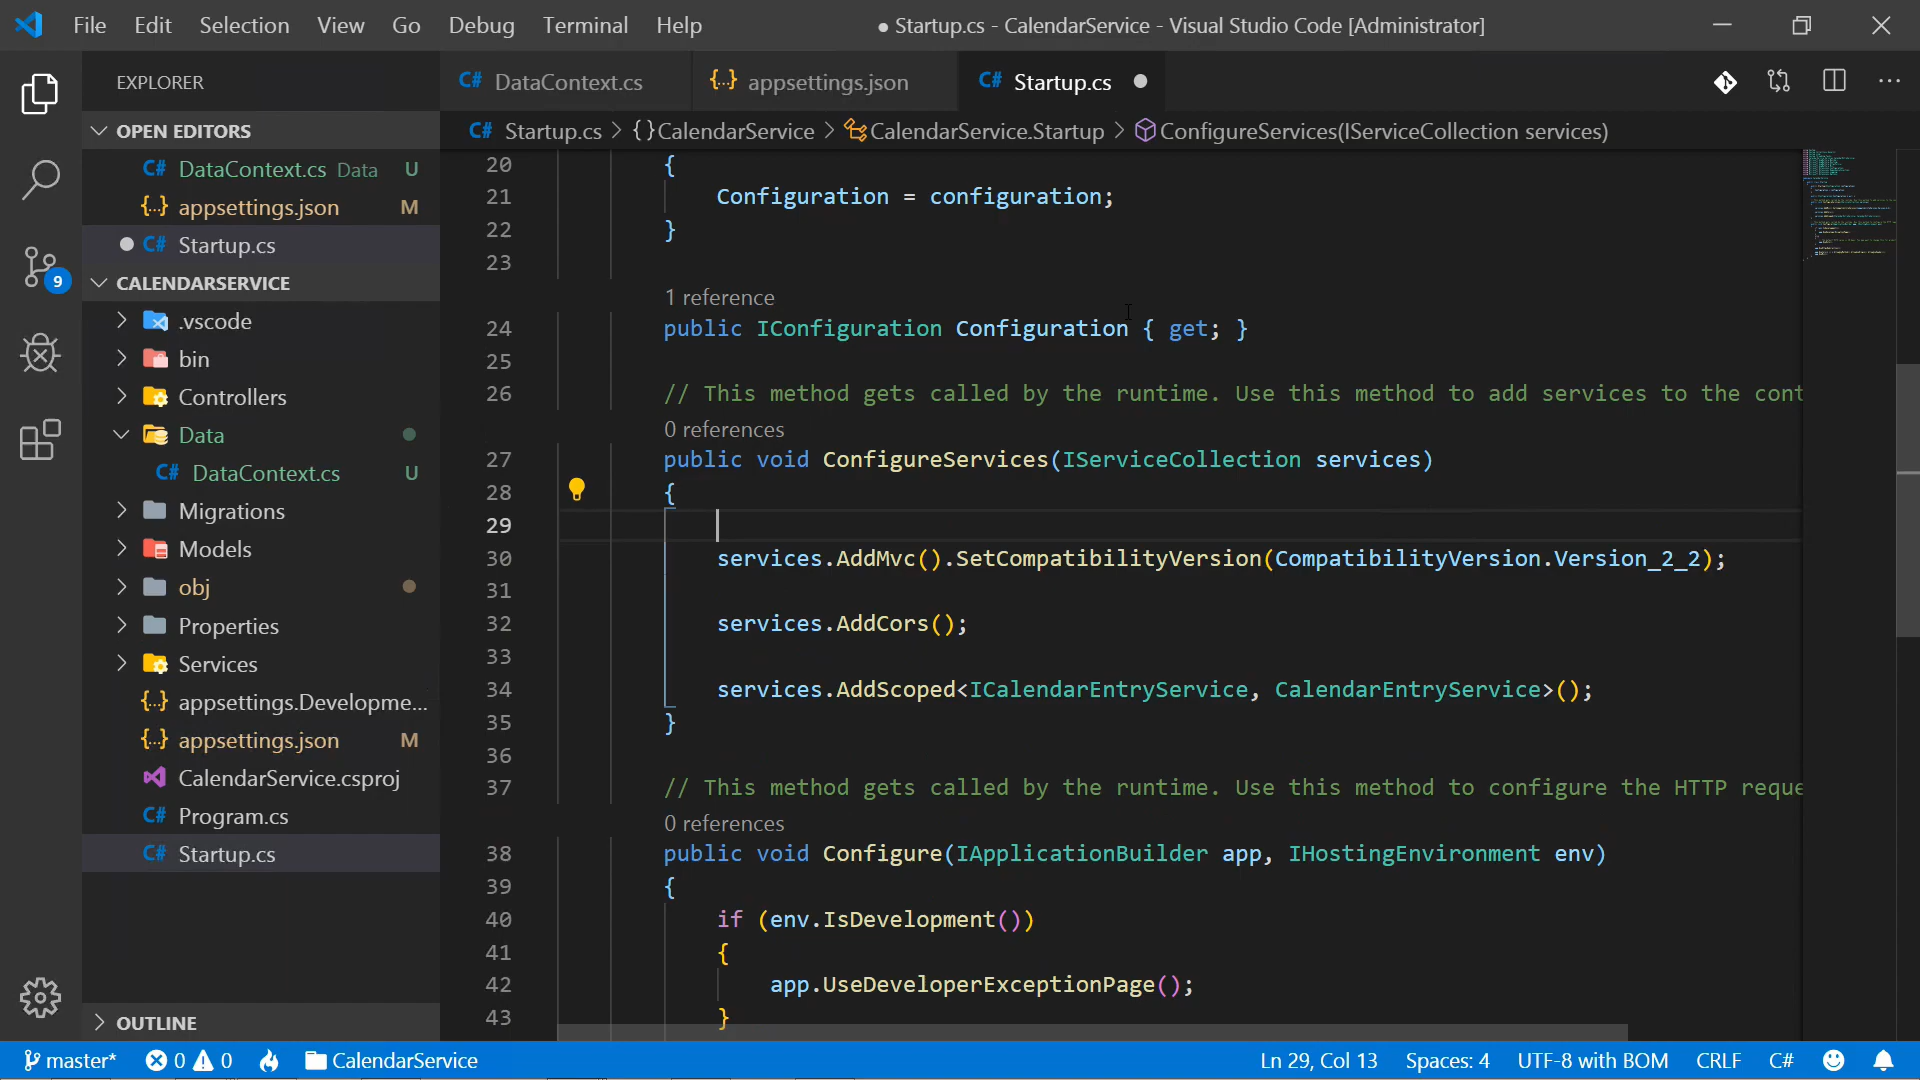 File Edit Selection View Go Debug Terminal Help ● Startup.cs - CalendarService - Visual Studio Code [Administrator]
EXPLORER
C# DataContext.cs {··} appsettings.json C# Startup.cs ●
OPEN EDITORS
C# Startup.cs > {} CalendarService > CalendarService.Startup > ConfigureServices(IServiceCollection services)
C# DataContext.cs Data U
{··} appsettings.json M
● C# Startup.cs
9
CALENDARSERVICE
.vscode
bin
Controllers
Data
C# DataContext.cs U
Migrations
Models
obj
Properties
Services
{··} appsettings.Developme...
{··} appsettings.json M
CalendarService.csproj
C# Program.cs
C# Startup.cs
OUTLINE
20 {
21 Configuration = configuration;
22 }
23
1 reference
24 public IConfiguration Configuration { get; }
25
26 // This method gets called by the runtime. Use this method to add services to the cont
0 references
27 public void ConfigureServices(IServiceCollection services)
28 {
29
30 services.AddMvc().SetCompatibilityVersion(CompatibilityVersion.Version_2_2);
31
32 services.AddCors();
33
34 services.AddScoped<ICalendarEntryService, CalendarEntryService>();
35 }
36
37 // This method gets called by the runtime. Use this method to configure the HTTP reque
0 references
38 public void Configure(IApplicationBuilder app, IHostingEnvironment env)
39 {
40 if (env.IsDevelopment())
41 {
42 app.UseDeveloperExceptionPage();
43 }
master* 0 0 CalendarService Ln 29, Col 13 Spaces: 4 UTF-8 with BOM CRLF C#